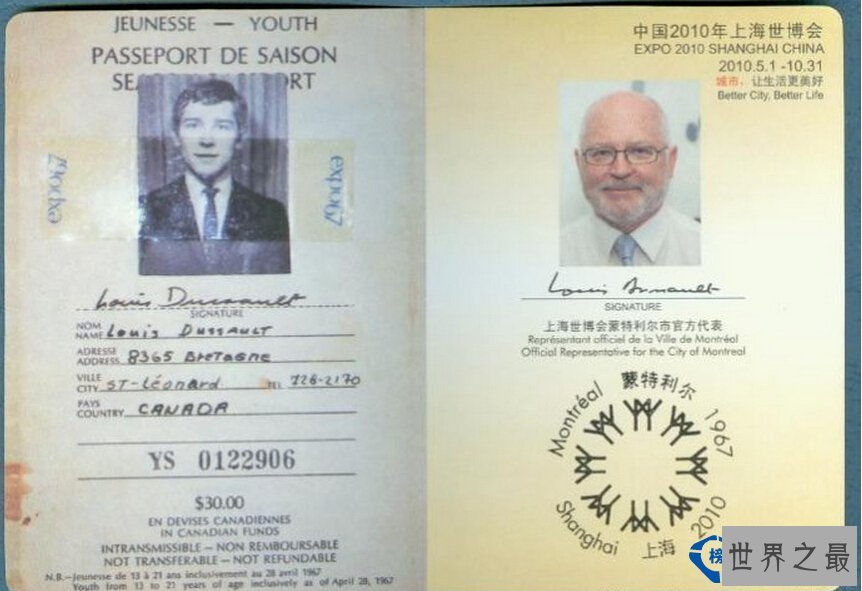 JEUNESSE — YOUTH
PASSEPORT DE SAISON
expo67
expo67
Louis Dussault
SIGNATURE
NOM
NAME Louis DUSSAULT
ADRESSE
ADDRESS 8365 BRETAGNE
VILLE
CITY ST-Léonard TEL 726-2170
PAYS
COUNTRY CANADA
YS 0122906
$30.00
EN DEVISES CANADIENNES
IN CANADIAN FUNDS
INTRANSMISSIBLE — NON REMBOURSABLE
NOT TRANSFERABLE — NOT REFUNDABLE
N.B.—Jeunesse de 13 à 21 ans inclusivement au 28 avril 1967
Youth from 13 to 21 years of age inclusively as of April 28, 1967
中国2010年上海世博会
EXPO 2010 SHANGHAI CHINA
2010.5.1 -10.31
城市，让生活更美好
Better City, Better Life
SIGNATURE
上海世博会蒙特利尔市官方代表
Représentant officiel de la Ville de Montréal
Official Representative for the City of Montreal
Montréal 蒙特利尔 1967
Shanghai 上海 2010
榜
世界之最